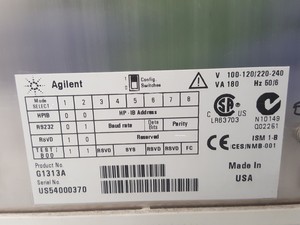 Agilent
1
0
Config.
Switches
V 100-120/220-240
VA 180 Hz 50/6
Mode
SELECT 1 2 3 4 5 6 7 8
HPIB 0 0 HP - IB Address
RS232 0 1 Baud rate Data Bits Parity
RSVD 1 0 Reserved
TEST/BOOT 1 1 RSVD SYS RSVD RSVD FC
LR63703
N10149
Q02261
ISM 1-B
CES/NMB-001
Product No.
G1313A
Serial No.
US54000370
Made In
USA